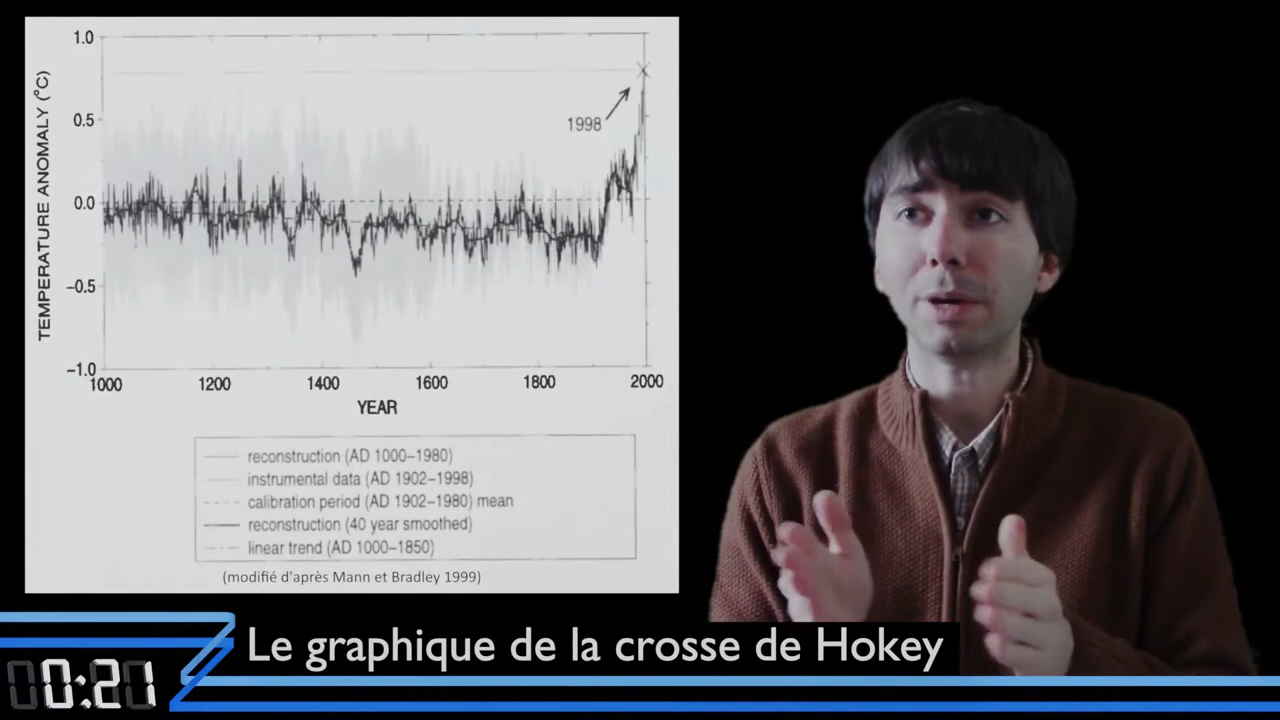 1.0
0.5
0.0
−0.5
−1.0
TEMPERATURE ANOMALY (°C)
1998
1000 1200 1400 1600 1800 2000
YEAR
reconstruction (AD 1000−1980)
instrumental data (AD 1902−1998)
calibration period (AD 1902−1980) mean
reconstruction (40 year smoothed)
linear trend (AD 1000−1850)
(modifié d'après Mann et Bradley 1999)
Le graphique de la crosse de Hokey
0:21